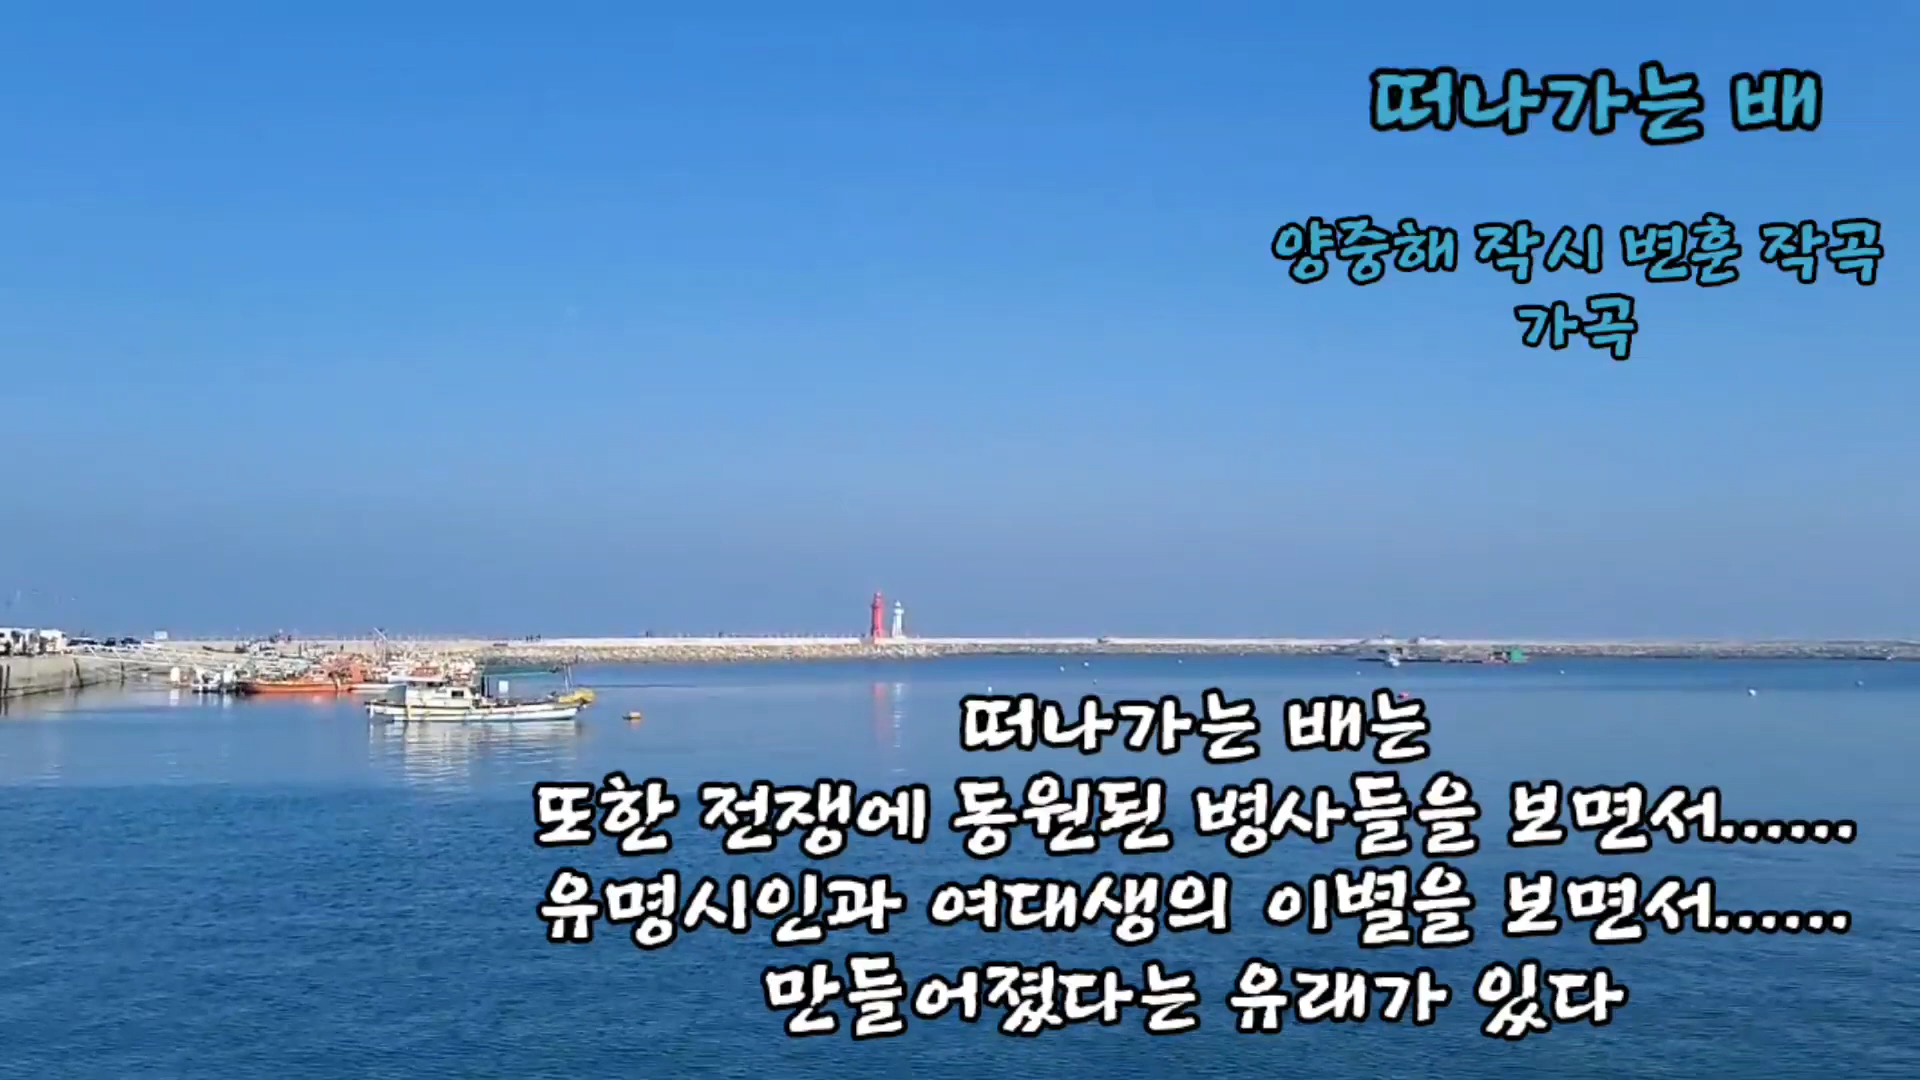 떠나가는 배
양중해 작시 변훈 작곡
가곡
떠나가는 배는
또한 전쟁에 동원된 병사들을 보면서......
유명시인과 여대생의 이별을 보면서......
만들어졌다는 유래가 있다